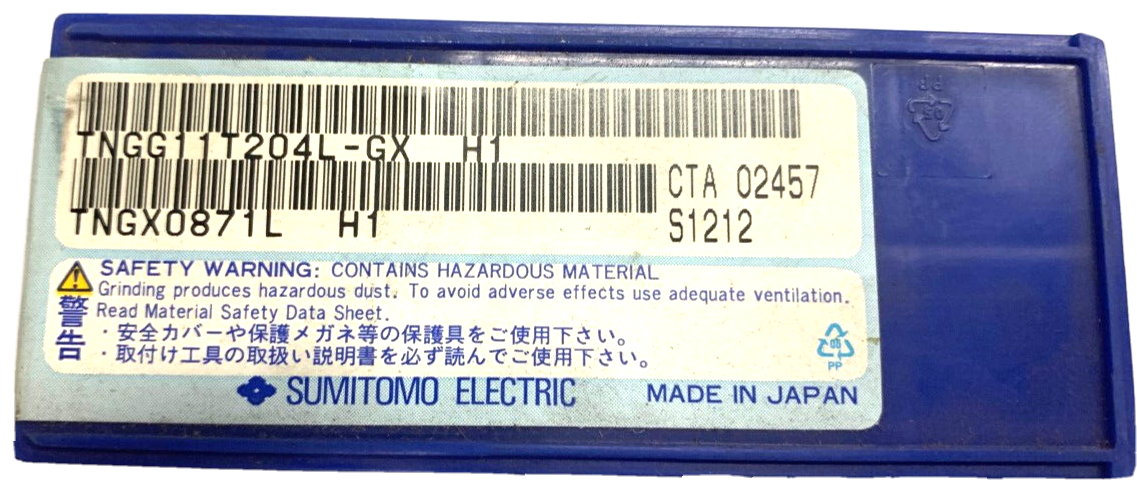 TNGG11T204L-GX H1
CTA 02457
TNGX0871L H1
S1212
SAFETY WARNING: CONTAINS HAZARDOUS MATERIAL
Grinding produces hazardous dust. To avoid adverse effects use adequate ventilation.
Read Material Safety Data Sheet.
警告
・安全カバーや保護メガネ等の保護具をご使用下さい。
・取付け工具の取扱い説明書を必ず読んでご使用下さい。
05
PP
SUMITOMO ELECTRIC
MADE IN JAPAN
PP
05